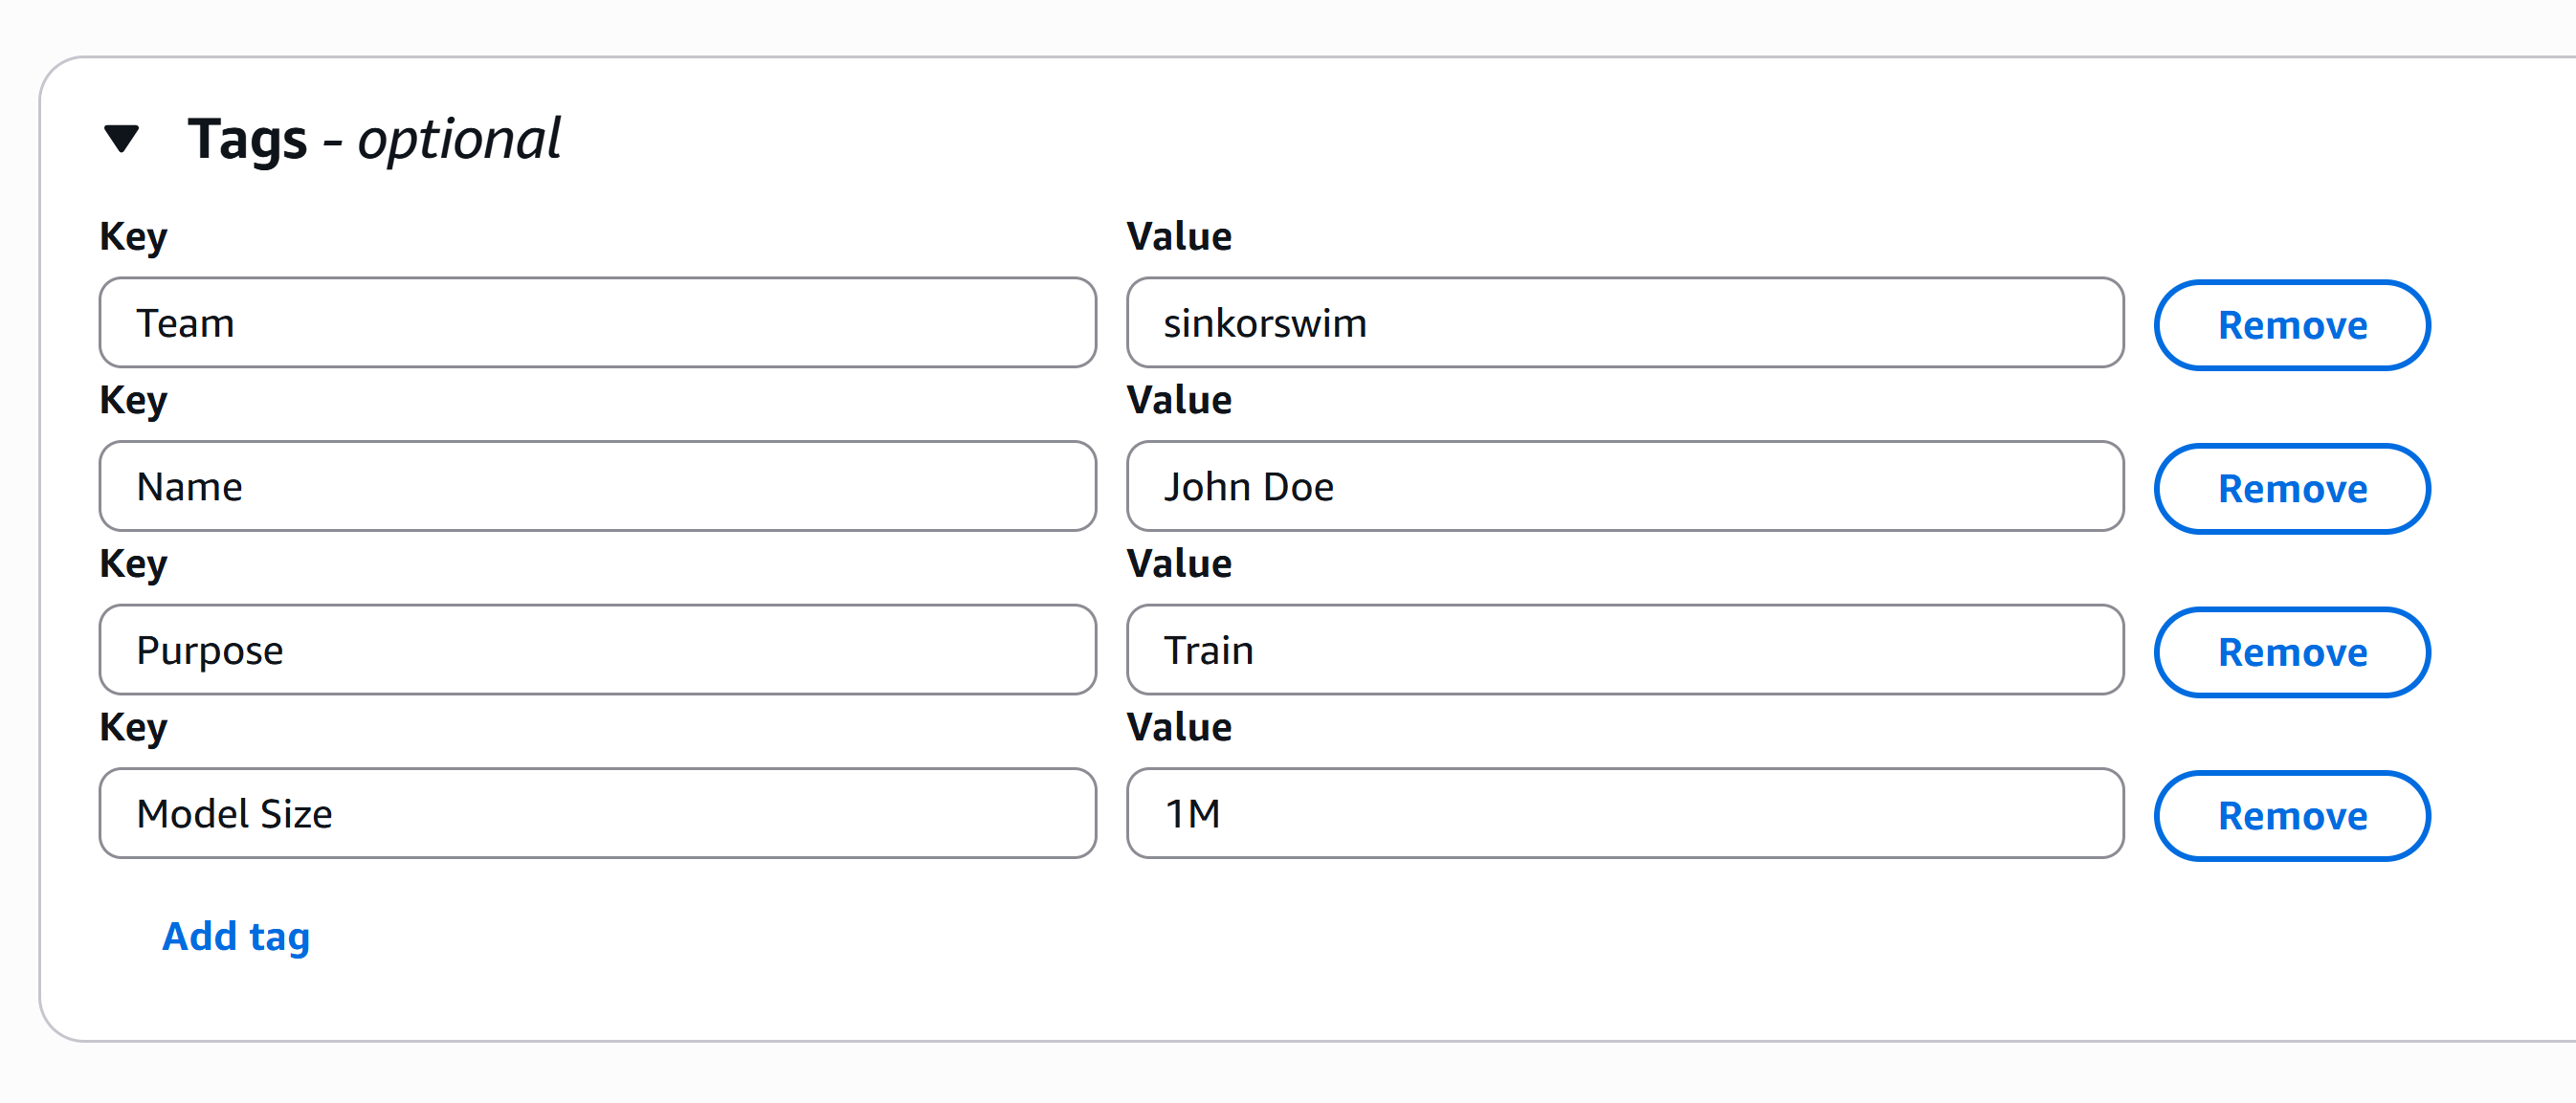 Tags - optional
Key Value
Team sinkorswim Remove
Key Value
Name John Doe Remove
Key Value
Purpose Train Remove
Key Value
Model Size 1M Remove
Add tag